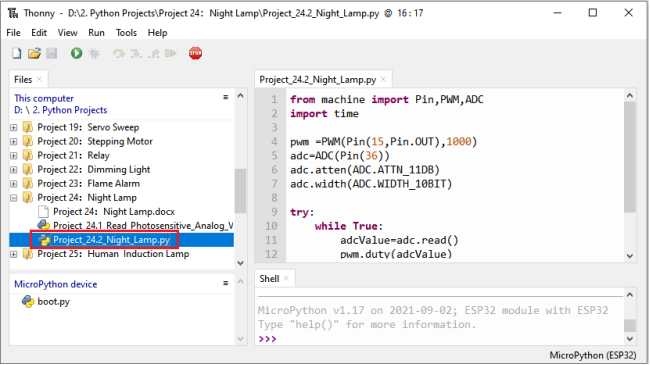 Thonny - D:\2. Python Projects\Project 24: Night Lamp\Project_24.2_Night_Lamp.py @ 16 : 17
File Edit View Run Tools Help
STOP
Files ×
This computer
D: \ 2. Python Projects
Project 19: Servo Sweep
Project 20: Stepping Motor
Project 21: Relay
Project 22: Dimming Light
Project 23: Flame Alarm
Project 24: Night Lamp
Project 24: Night Lamp.docx
Project_24.1_Read_Photosensitive_Analog_V
Project_24.2_Night_Lamp.py
Project 25: Human Induction Lamp
MicroPython device
boot.py
Project_24.2_Night_Lamp.py ×
1 from machine import Pin,PWM,ADC
2 import time
3
4 pwm =PWM(Pin(15,Pin.OUT),1000)
5 adc=ADC(Pin(36))
6 adc.atten(ADC.ATTN_11DB)
7 adc.width(ADC.WIDTH_10BIT)
8
9 try:
10 while True:
11 adcValue=adc.read()
12 pwm.duty(adcValue)
Shell ×
MicroPython v1.17 on 2021-09-02; ESP32 module with ESP32
Type "help()" for more information.
>>>
MicroPython (ESP32)